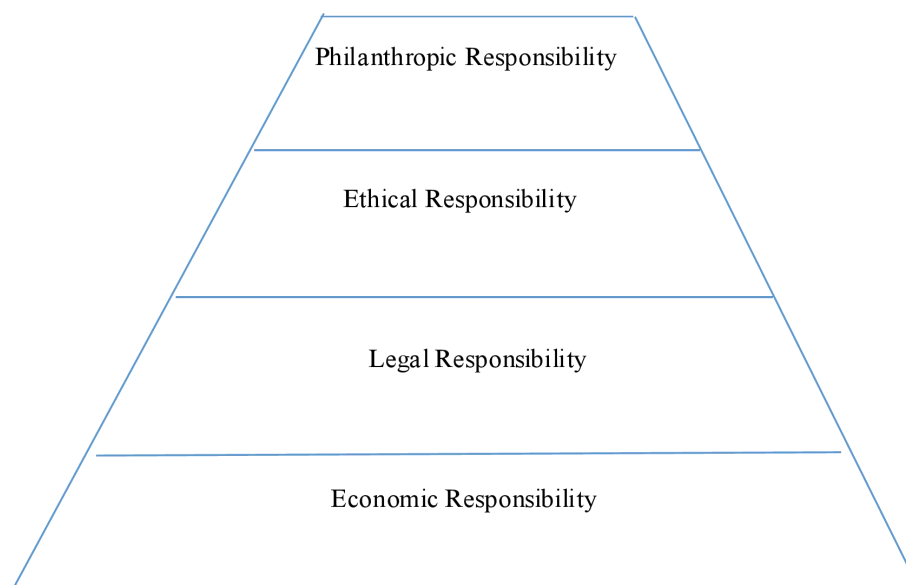 Philanthropic Responsibility
Ethical Responsibility
Legal Responsibility
Economic Responsibility